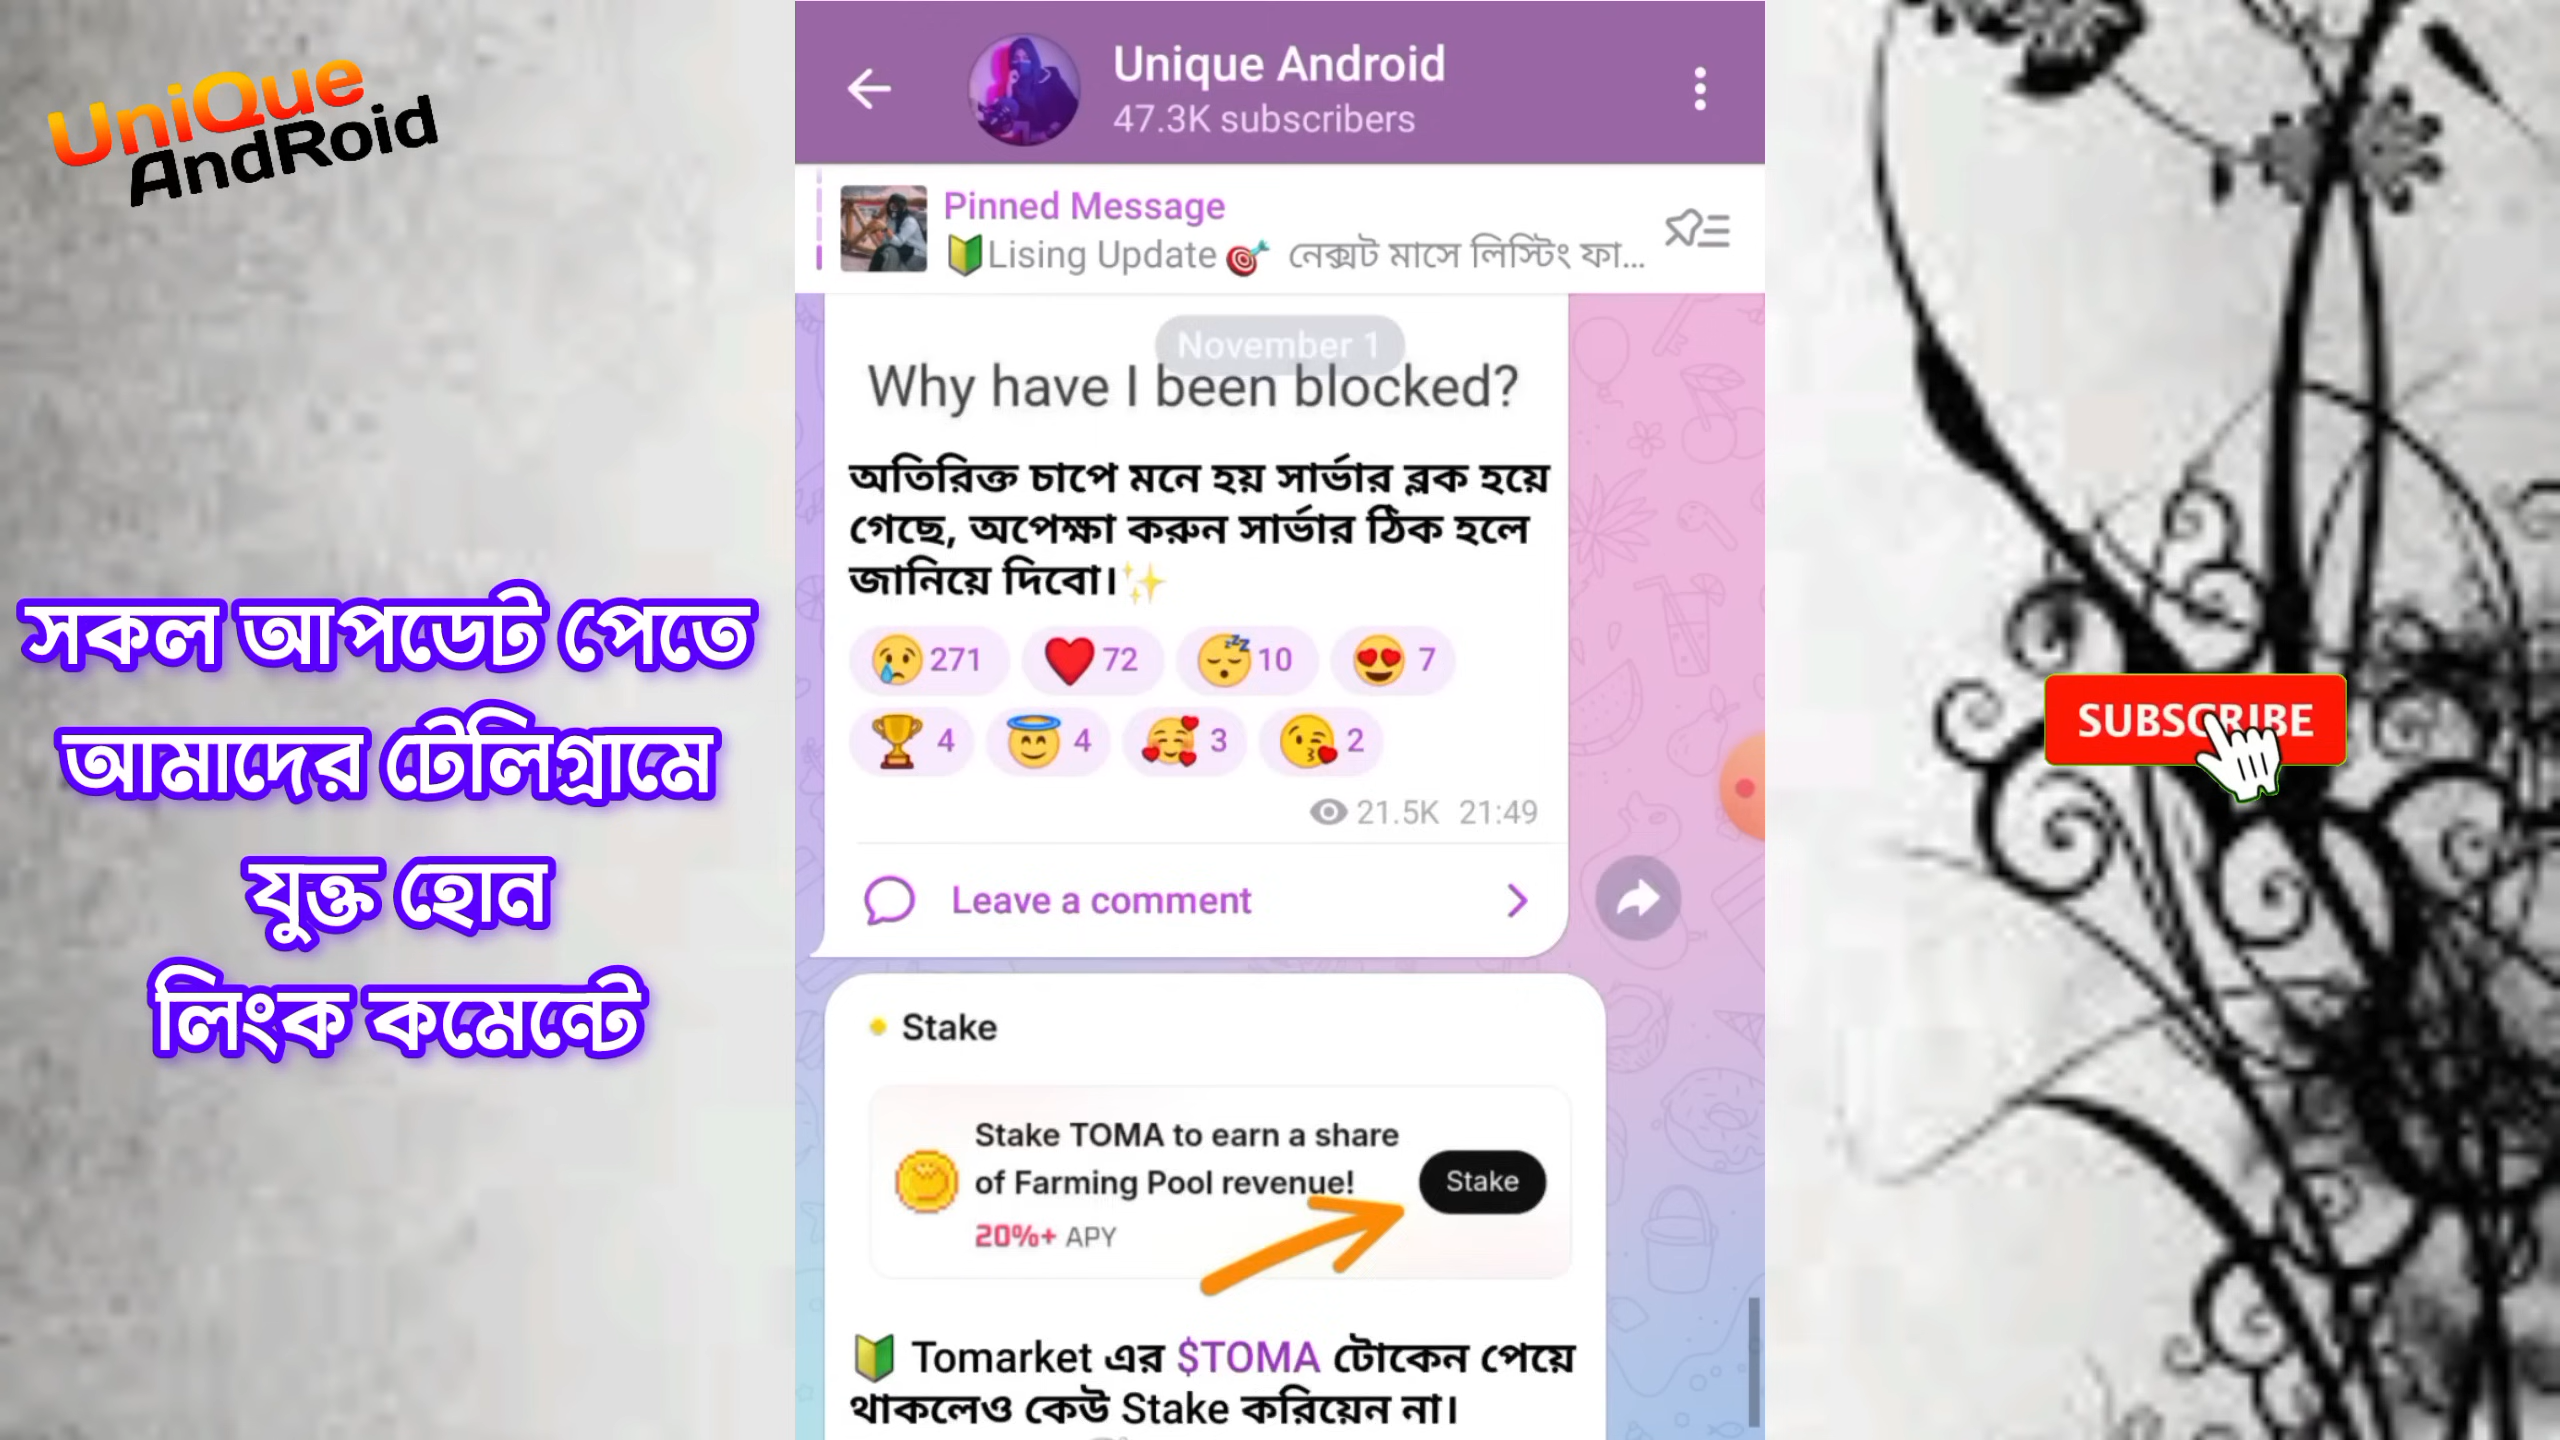 UniQue
AndRoid
সকল আপডেট পেতে
আমাদের টেলিগ্রামে
যুক্ত হোন
লিংক কমেন্টে
Unique Android
47.3K subscribers
Pinned Message
🔰Lising Update 🎯 নেক্সট মাসে লিস্টিং ফা...
November 1
Why have I been blocked?
অতিরিক্ত চাপে মনে হয় সার্ভার ব্লক হয়ে
গেছে, অপেক্ষা করুন সার্ভার ঠিক হলে
জানিয়ে দিবো।✨
😢 271 ❤ 72 😴 10 😍 7
🏆 4 😇 4 🥰 3 😘 2
21.5K 21:49
Leave a comment
Stake
Stake TOMA to earn a share
of Farming Pool revenue!
20%+ APY
Stake
🔰 Tomarket এর $TOMA টোকেন পেয়ে
থাকলেও কেউ Stake করিয়েন না।
SUBSCRIBE